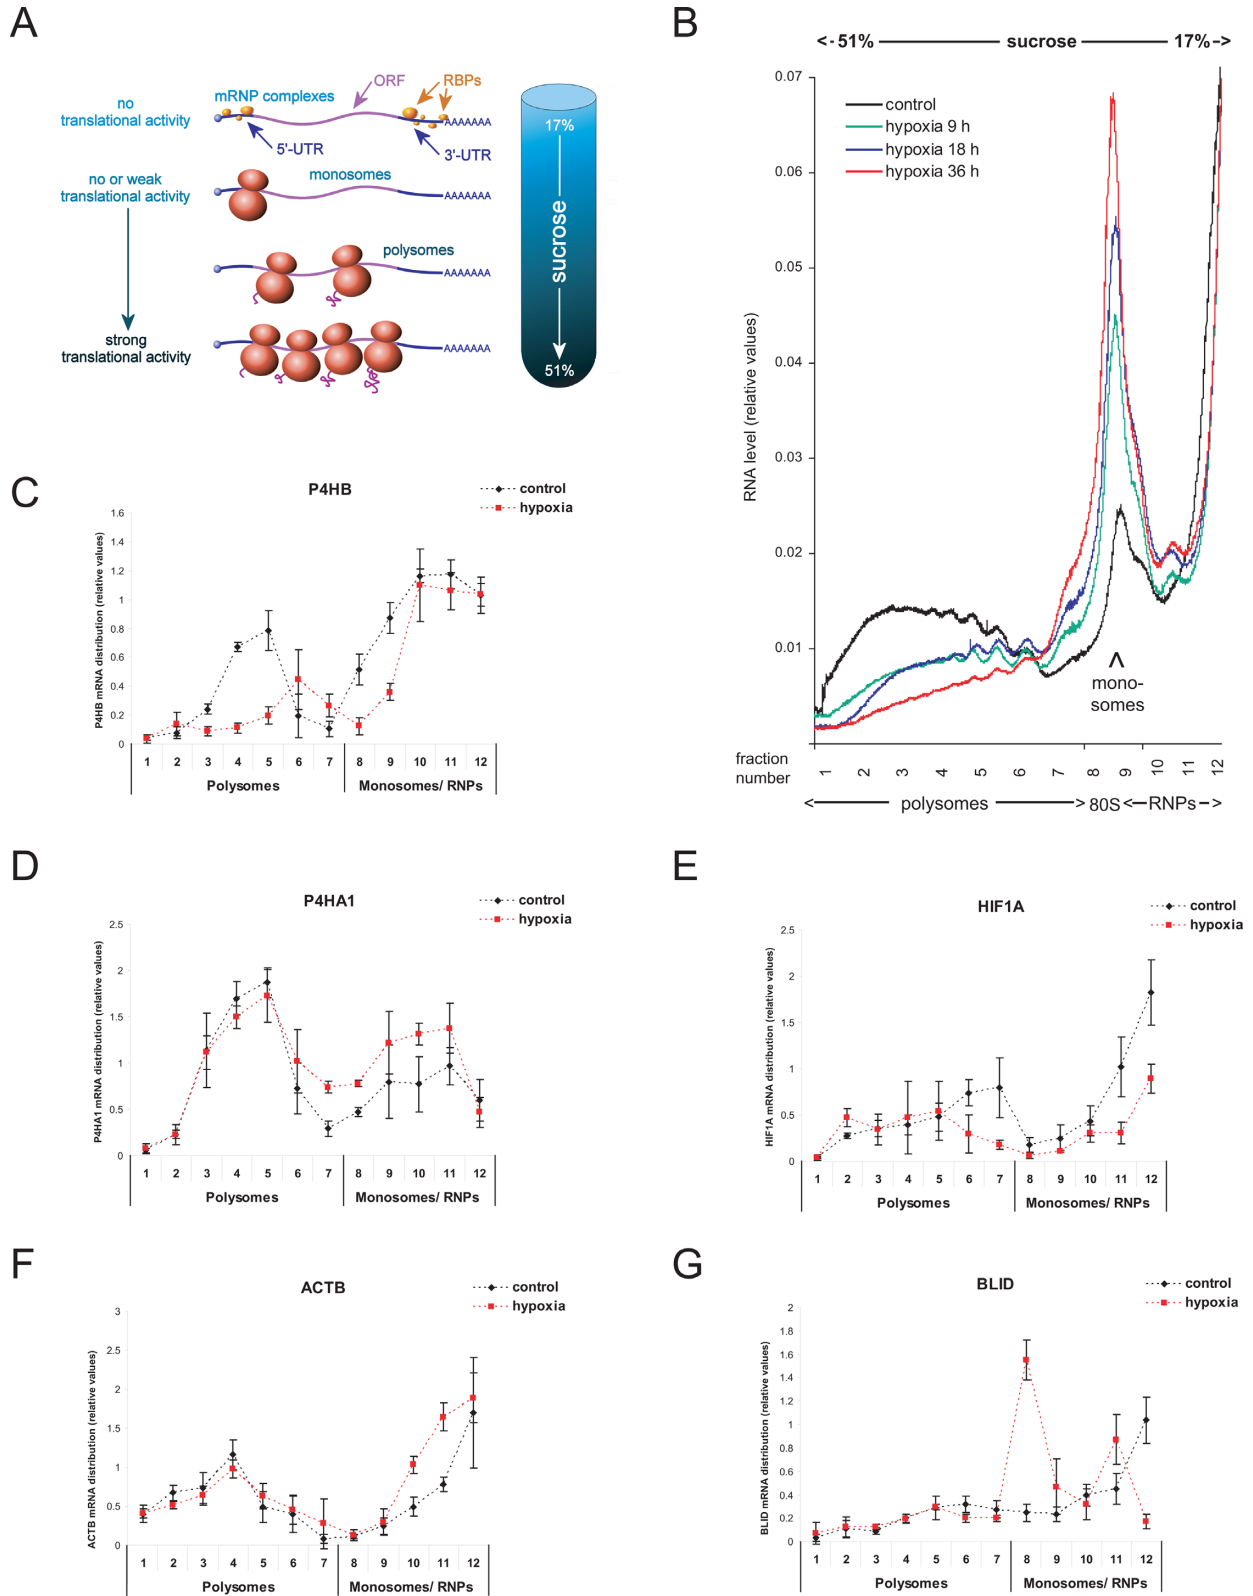 A
no
translational activity
mRNP complexes
ORF
RBPs
AAAAAAA
5'-UTR
3'-UTR
no or weak
translational activity
monosomes
AAAAAAA
polysomes
AAAAAAA
strong
translational activity
AAAAAAA
17%
sucrose
51%
B
51%
sucrose
17%
control
hypoxia 9 h
hypoxia 18 h
hypoxia 36 h
RNA level (relative values)
0.07
0.06
0.05
0.04
0.03
0.02
0.01
mono-
somes
fraction
number
1 2 3 4 5 6 7 8 9 10 11 12
polysomes
80S
RNPs
C
P4HB
control
hypoxia
P4HB mRNA distribution (relative values)
1.6
1.4
1.2
1
0.8
0.6
0.4
0.2
0
1 2 3 4 5 6 7 8 9 10 11 12
Polysomes
Monosomes/ RNPs
D
P4HA1
control
hypoxia
P4HA1 mRNA distribution (relative values)
2.5
2
1.5
1
0.5
0
1 2 3 4 5 6 7 8 9 10 11 12
Polysomes
Monosomes/ RNPs
E
HIF1A
control
hypoxia
HIF1A mRNA distribution (relative values)
2.5
2
1.5
1
0.5
0
1 2 3 4 5 6 7 8 9 10 11 12
Polysomes
Monosomes/ RNPs
F
ACTB
control
hypoxia
ACTB mRNA distribution (relative values)
3
2.5
2
1.5
1
0.5
0
1 2 3 4 5 6 7 8 9 10 11 12
Polysomes
Monosomes/ RNPs
G
BLID
control
hypoxia
BLID mRNA distribution (relative values)
2
1.8
1.6
1.4
1.2
1
0.8
0.6
0.4
0.2
0
1 2 3 4 5 6 7 8 9 10 11 12
Polysomes
Monosomes/ RNPs